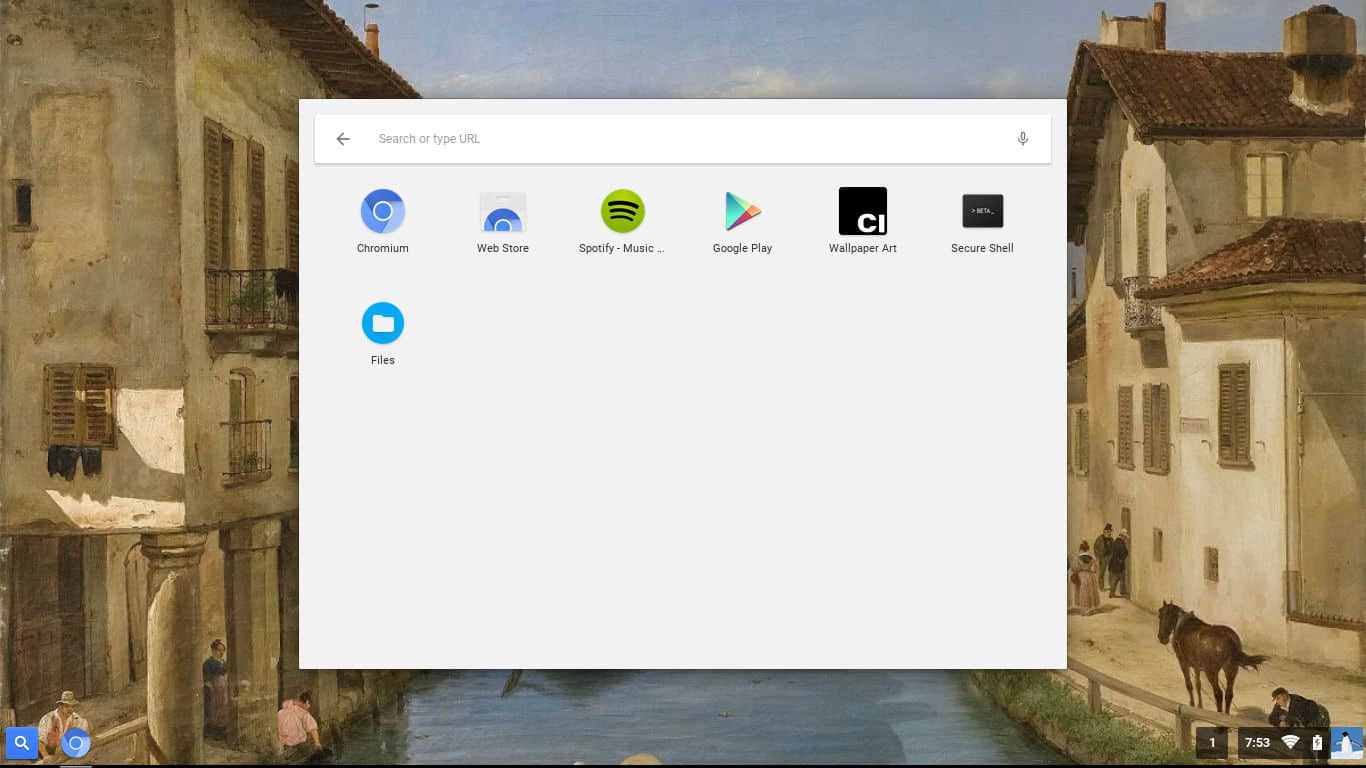 Search or type URL
Chromium
Web Store
Spotify - Music ...
Google Play
CI
Wallpaper Art
> BETA_
Secure Shell
Files
1
7:53